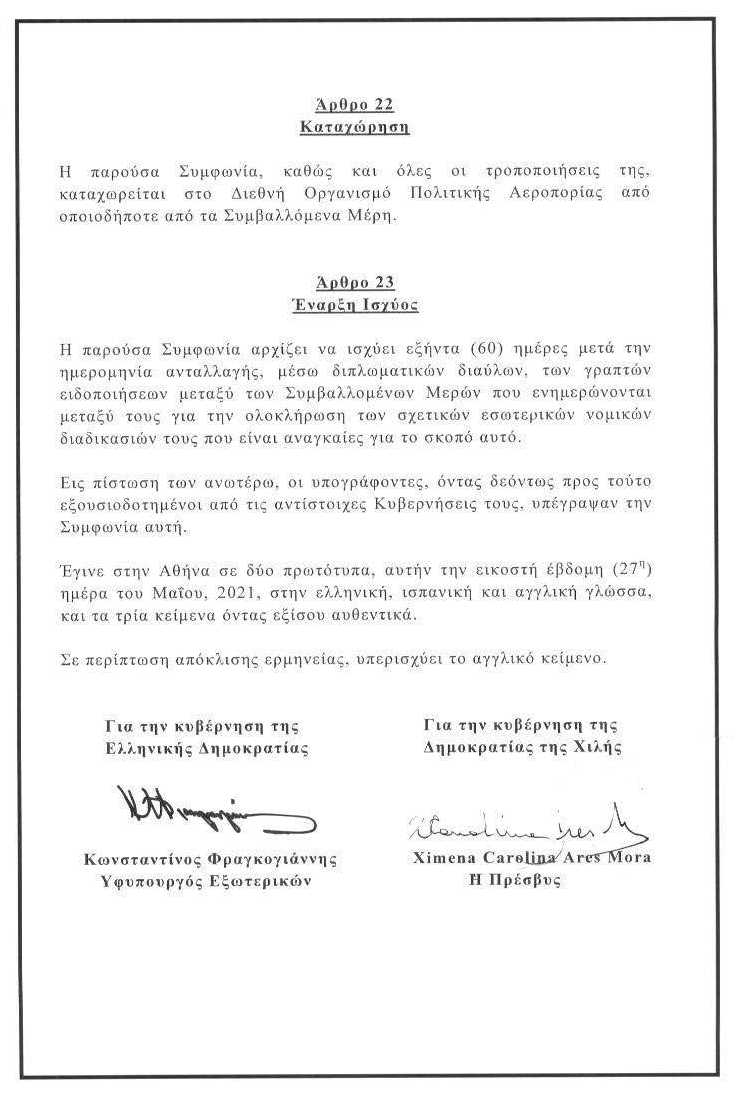 Άρθρο 22
Καταχώρηση
Η παρούσα Συμφωνία, καθώς και όλες οι τροποποιήσεις της,
καταχωρείται στο Διεθνή Οργανισμό Πολιτικής Αεροπορίας από
οποιοδήποτε από τα Συμβαλλόμενα Μέρη.
Άρθρο 23
Έναρξη Ισχύος
Η παρούσα Συμφωνία αρχίζει να ισχύει εξήντα (60) ημέρες μετά την
ημερομηνία ανταλλαγής, μέσω διπλωματικών διαύλων, των γραπτών
ειδοποιήσεων μεταξύ των Συμβαλλομένων Μερών που ενημερώνονται
μεταξύ τους για την ολοκλήρωση των σχετικών εσωτερικών νομικών
διαδικασιών τους που είναι αναγκαίες για το σκοπό αυτό.
Εις πίστωση των ανωτέρω, οι υπογράφοντες, όντας δεόντως προς τούτο
εξουσιοδοτημένοι από τις αντίστοιχες Κυβερνήσεις τους, υπέγραψαν την
Συμφωνία αυτή.
Έγινε στην Αθήνα σε δύο πρωτότυπα, αυτήν την εικοστή έβδομη (27η)
ημέρα του Μαΐου, 2021, στην ελληνική, ισπανική και αγγλική γλώσσα,
και τα τρία κείμενα όντας εξίσου αυθεντικά.
Σε περίπτωση απόκλισης ερμηνείας, υπερισχύει το αγγλικό κείμενο.
Για την κυβέρνηση της
Ελληνικής Δημοκρατίας
Κωνσταντίνος Φραγκογιάννης
Υφυπουργός Εξωτερικών
Για την κυβέρνηση της
Δημοκρατίας της Χιλής
Ximena Carolina Ares Mora
Η Πρέσβυς